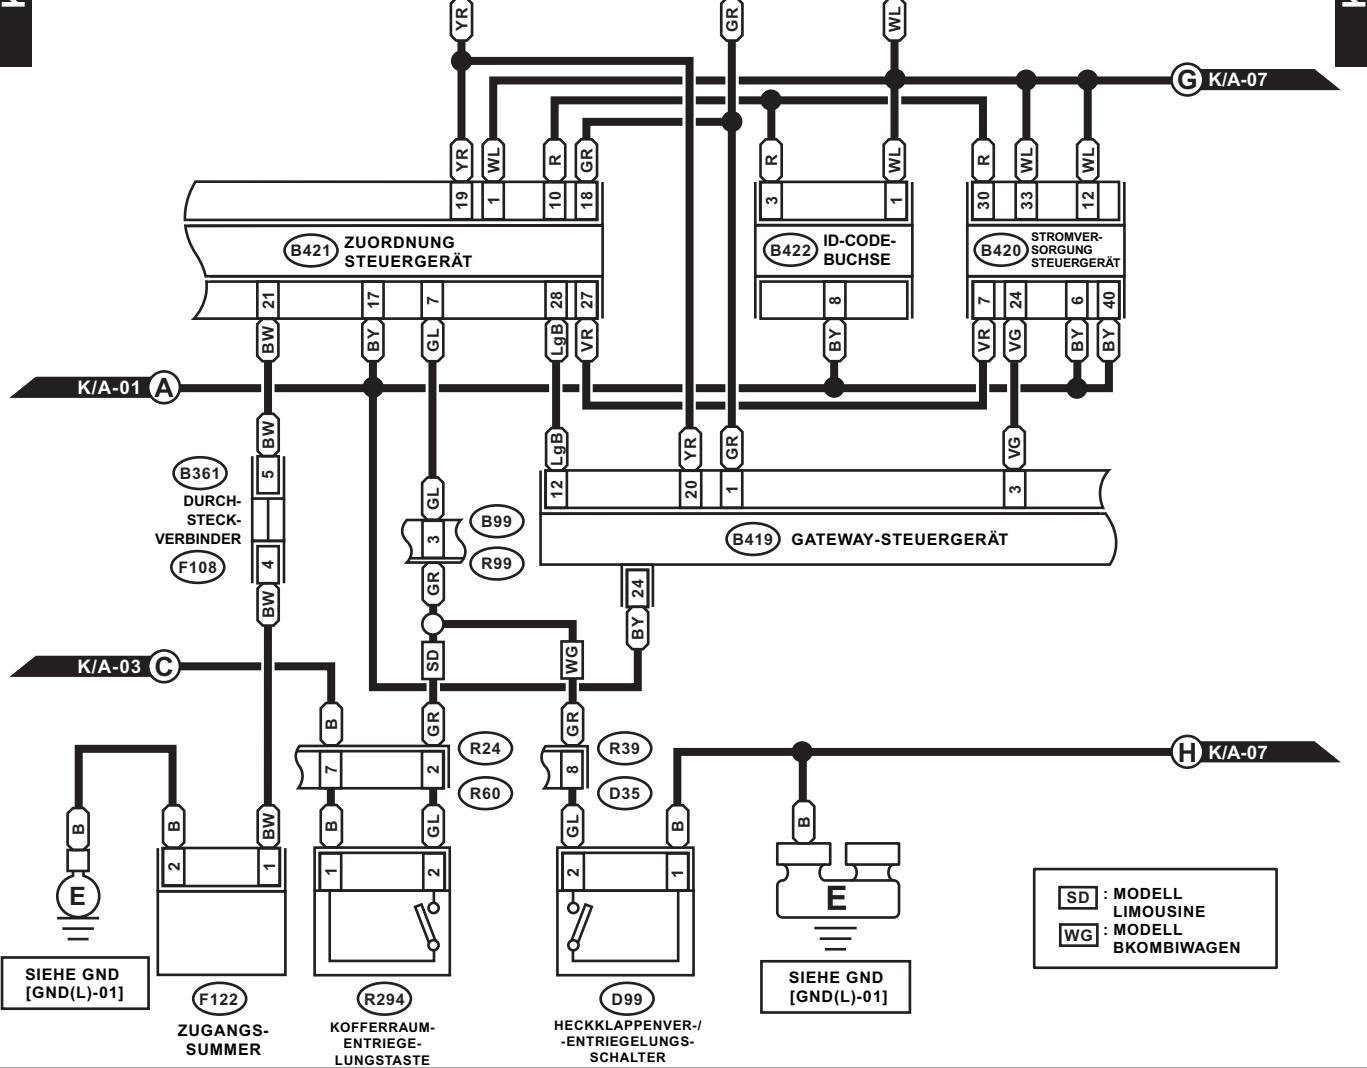 YR GR WL
G K/A-07
YR WL R GR R WL R WL WL
19 1 10 18 3 1 30 33 12
B421 ZUORDNUNG
STEUERGERÄT
B422 ID-CODE-
BUCHSE
B420 STROMVER-
SORGUNG
STEUERGERÄT
21 17 7 28 27 8 7 24 6 40
BW BY GL LgB VR BY VR VG BY BY
K/A-01 A
BW LgB YR GR VG
B361 5
DURCH-
STECK-
VERBINDER
F108 4
BW
GL
3
B99
R99
GR
12 20 1 3
B419 GATEWAY-STEUERGERÄT
24
BY
K/A-03 C
SD WG
B GR GR
7 2 8
R24
R60
R39
D35
H K/A-07
B B BW B GL GL B B
2 1 1 2 2 1
E
E
SD : MODELL
LIMOUSINE
WG : MODELL
BKOMBIWAGEN
SIEHE GND
[GND(L)-01]
SIEHE GND
[GND(L)-01]
F122
ZUGANGS-
SUMMER
R294
KOFFERRAUM-
ENTRIEGE-
LUNGSTASTE
D99
HECKKLAPPENVER-/
-ENTRIEGELUNGS-
SCHALTER